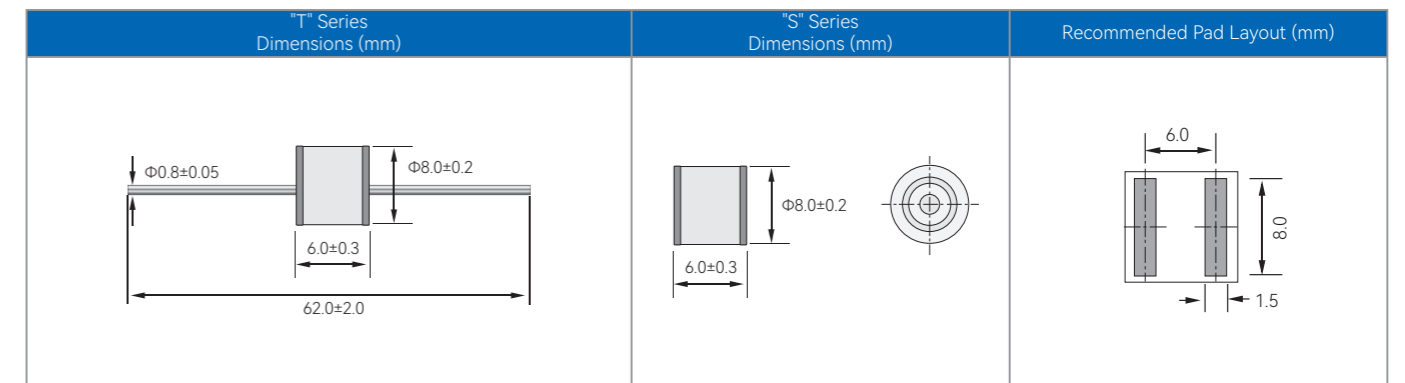 "T" Series
Dimensions (mm)
"S" Series
Dimensions (mm)
Recommended Pad Layout (mm)
Φ0.8±0.05
Φ8.0±0.2
6.0±0.3
62.0±2.0
Φ8.0±0.2
6.0±0.3
6.0
8.0
1.5